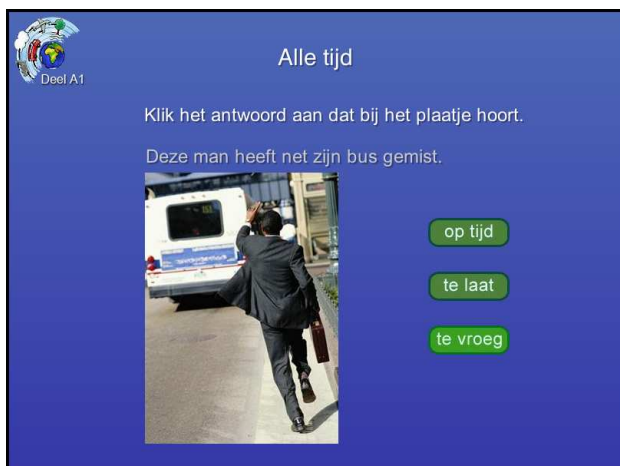 Deel A1
Alle tijd
Klik het antwoord aan dat bij het plaatje hoort.
Deze man heeft net zijn bus gemist.
op tijd
te laat
te vroeg